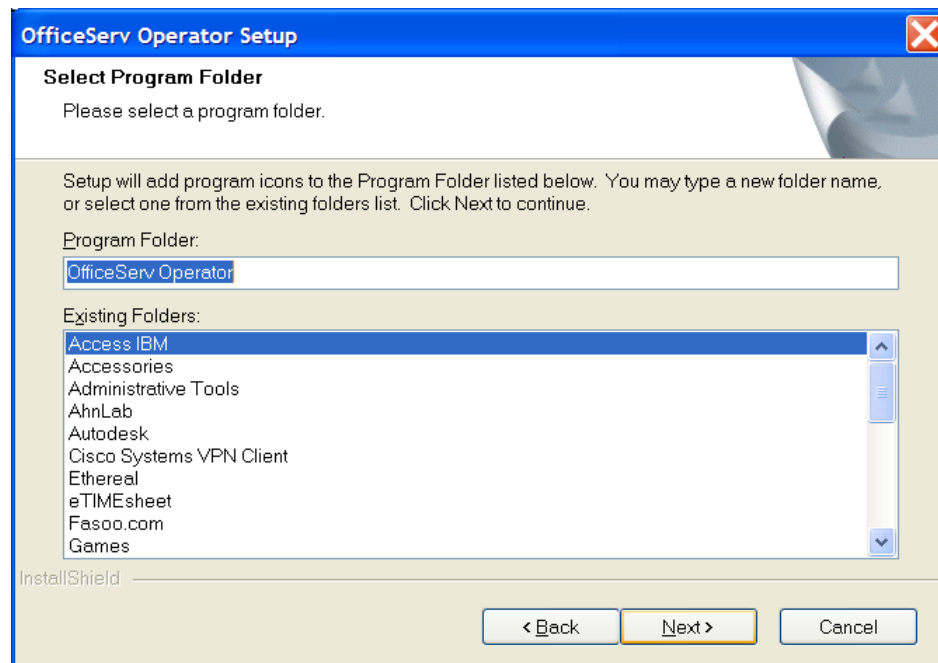 OfficeServ Operator Setup
Select Program Folder
Please select a program folder.
Setup will add program icons to the Program Folder listed below. You may type a new folder name,
or select one from the existing folders list. Click Next to continue.
Program Folder:
OfficeServ Operator
Existing Folders:
Access IBM
Accessories
Administrative Tools
AhnLab
Autodesk
Cisco Systems VPN Client
Ethereal
eTIMEsheet
Fasoo.com
Games
InstallShield
< Back
Next >
Cancel